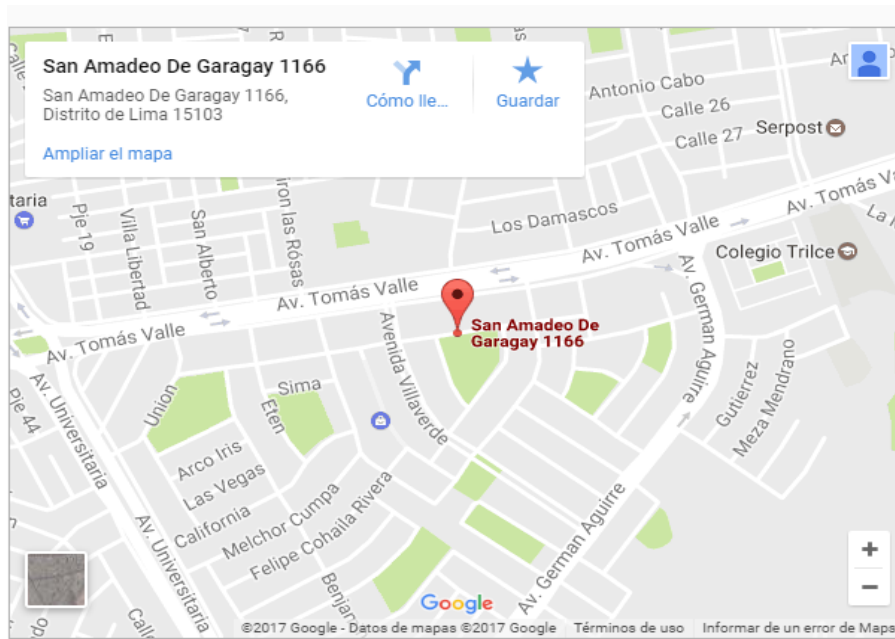 San Amadeo De Garagay 1166
San Amadeo De Garagay 1166,
Distrito de Lima 15103
Ampliar el mapa
Cómo lle...
Guardar
Antonio Cabo
Calle 26
Calle 27
Serpost
taria
Pje 19
Villa Libertad
San Alberto
Los Damascos
Av. Tomás Valle
Av. Tomás Valle
Av. Tomás Valle
Av. Tomás Va
Colegio Trilce
San Amadeo De
Garagay 1166
Av. German Aguirre
Avenida Villaverde
Sima
Union
Eten
Gutierrez
Meza Mendrano
Pje 44
Av. Universitaria
Arco Iris
Las Vegas
California
Melchor Cumpa
Felipe Cohaila Rivera
Av. Universitaria
Av. German Aguirre
Benjan
Calle
Google
©2017 Google - Datos de mapas ©2017 Google
Términos de uso
Informar de un error de Maps